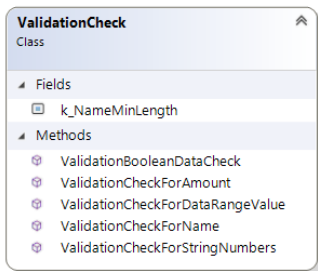 ValidationCheck
Class
Fields
k_NameMinLength
Methods
ValidationBooleanDataCheck
ValidationCheckForAmount
ValidationCheckForDataRangeValue
ValidationCheckForName
ValidationCheckForStringNumbers